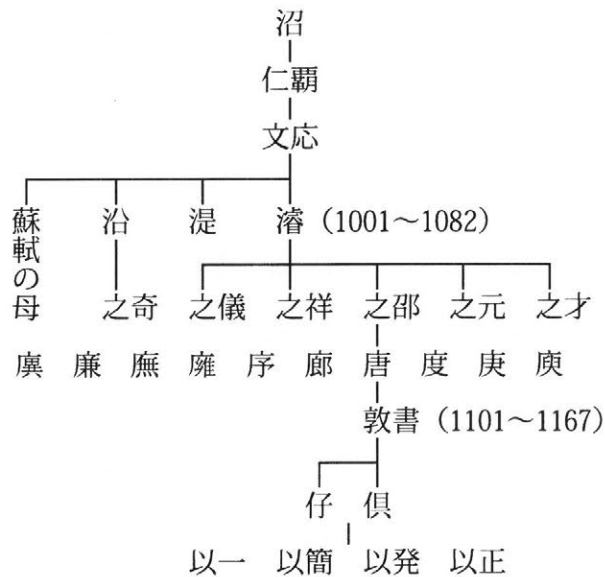 沼
仁覇
文応
蘇軾の母 沿 湜 濬（1001～1082）
之奇 之儀 之祥 之邵 之元 之才
廙 廉 廡 廱 序 廊 唐 度 庚 庾
敦書（1101～1167）
仔 倶
以一 以簡 以発 以正